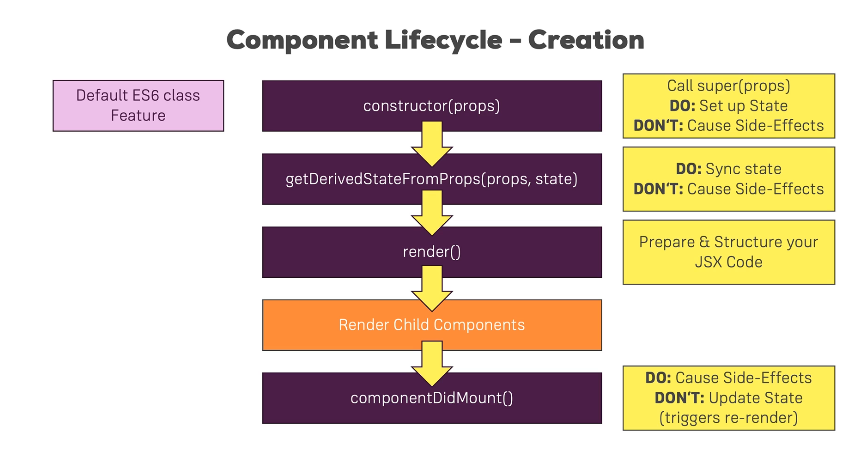 Component Lifecycle – Creation
Default ES6 class
Feature
constructor(props)
Call super(props)
DO: Set up State
DON‘T: Cause Side-Effects
getDerivedStateFromProps(props, state)
DO: Sync state
DON‘T: Cause Side-Effects
render()
Prepare & Structure your
JSX Code
Render Child Components
componentDidMount()
DO: Cause Side-Effects
DON‘T: Update State
(triggers re-render)